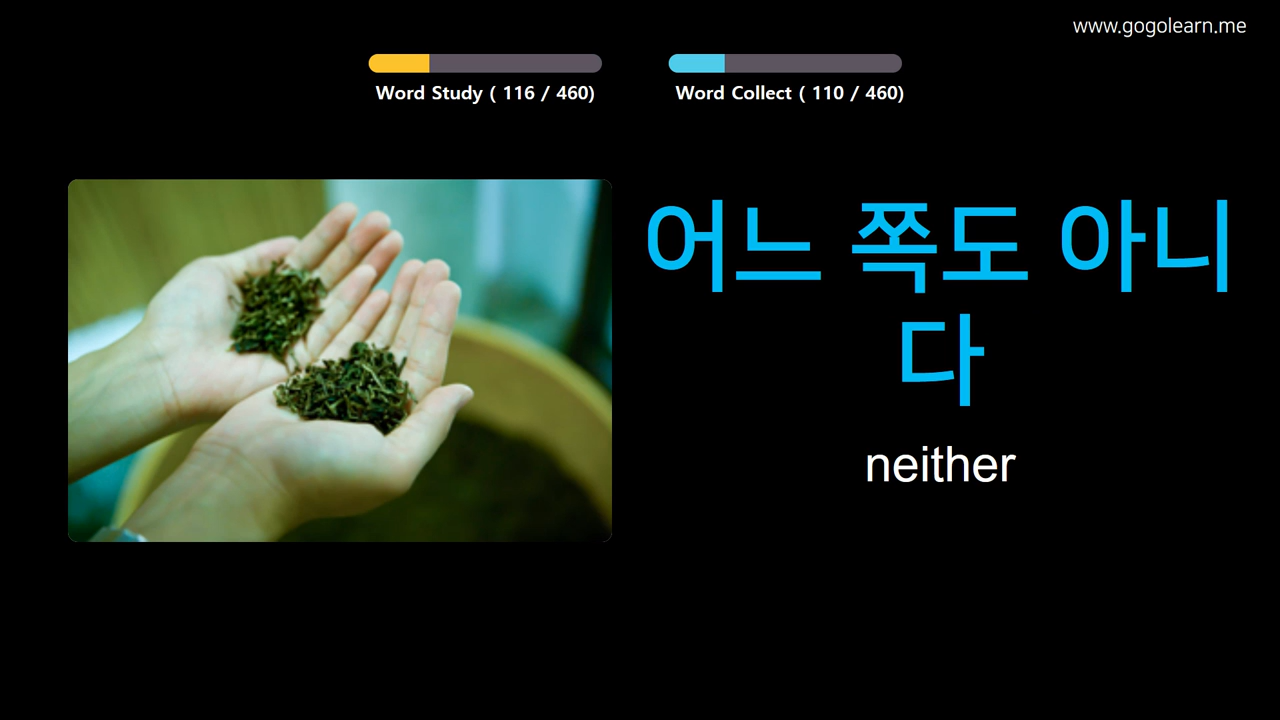 www.gogolearn.me
Word Study ( 116 / 460)
Word Collect ( 110 / 460)
어느 쪽도 아니
다
neither